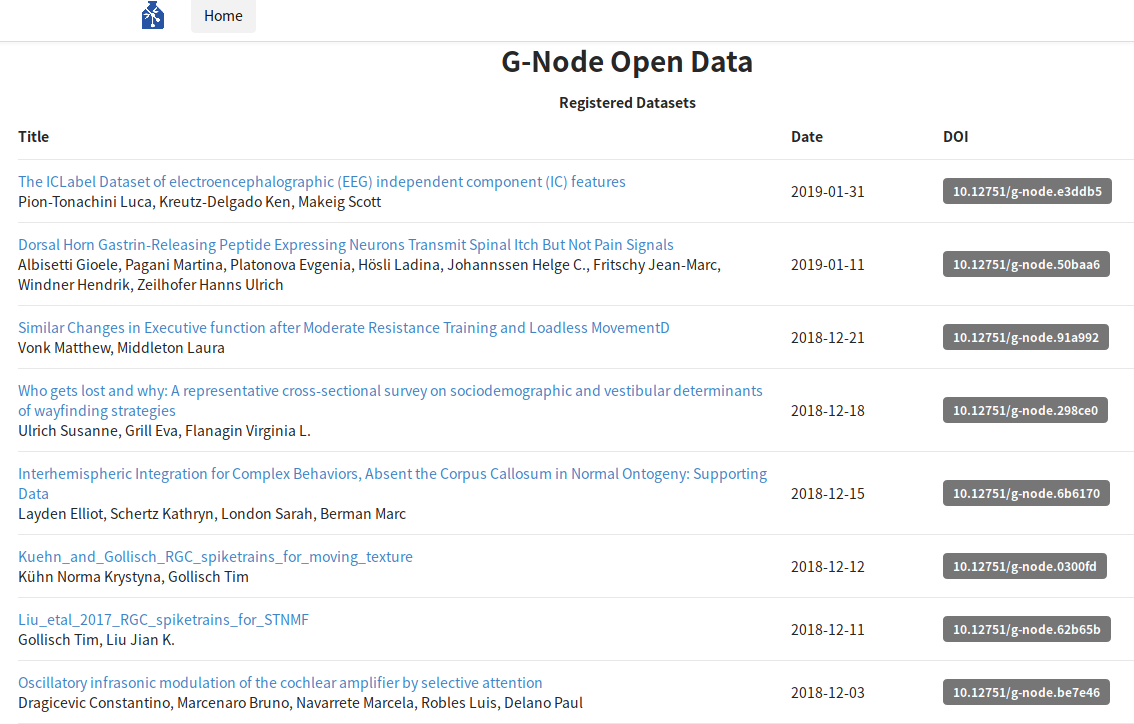 Home
G-Node Open Data
Registered Datasets
Title Date DOI
The ICLabel Dataset of electroencephalographic (EEG) independent component (IC) features
Pion-Tonachini Luca, Kreutz-Delgado Ken, Makeig Scott
2019-01-31 10.12751/g-node.e3ddb5
Dorsal Horn Gastrin-Releasing Peptide Expressing Neurons Transmit Spinal Itch But Not Pain Signals
Albisetti Gioele, Pagani Martina, Platonova Evgenia, Hösli Ladina, Johannssen Helge C., Fritschy Jean-Marc,
Windner Hendrik, Zeilhofer Hanns Ulrich
2019-01-11 10.12751/g-node.50baa6
Similar Changes in Executive function after Moderate Resistance Training and Loadless MovementD
Vonk Matthew, Middleton Laura
2018-12-21 10.12751/g-node.91a992
Who gets lost and why: A representative cross-sectional survey on sociodemographic and vestibular determinants
of wayfinding strategies
Ulrich Susanne, Grill Eva, Flanagin Virginia L.
2018-12-18 10.12751/g-node.298ce0
Interhemispheric Integration for Complex Behaviors, Absent the Corpus Callosum in Normal Ontogeny: Supporting
Data
Layden Elliot, Schertz Kathryn, London Sarah, Berman Marc
2018-12-15 10.12751/g-node.6b6170
Kuehn_and_Gollisch_RGC_spiketrains_for_moving_texture
Kühn Norma Krystyna, Gollisch Tim
2018-12-12 10.12751/g-node.0300fd
Liu_etal_2017_RGC_spiketrains_for_STNMF
Gollisch Tim, Liu Jian K.
2018-12-11 10.12751/g-node.62b65b
Oscillatory infrasonic modulation of the cochlear amplifier by selective attention
Dragicevic Constantino, Marcenaro Bruno, Navarrete Marcela, Robles Luis, Delano Paul
2018-12-03 10.12751/g-node.be7e46